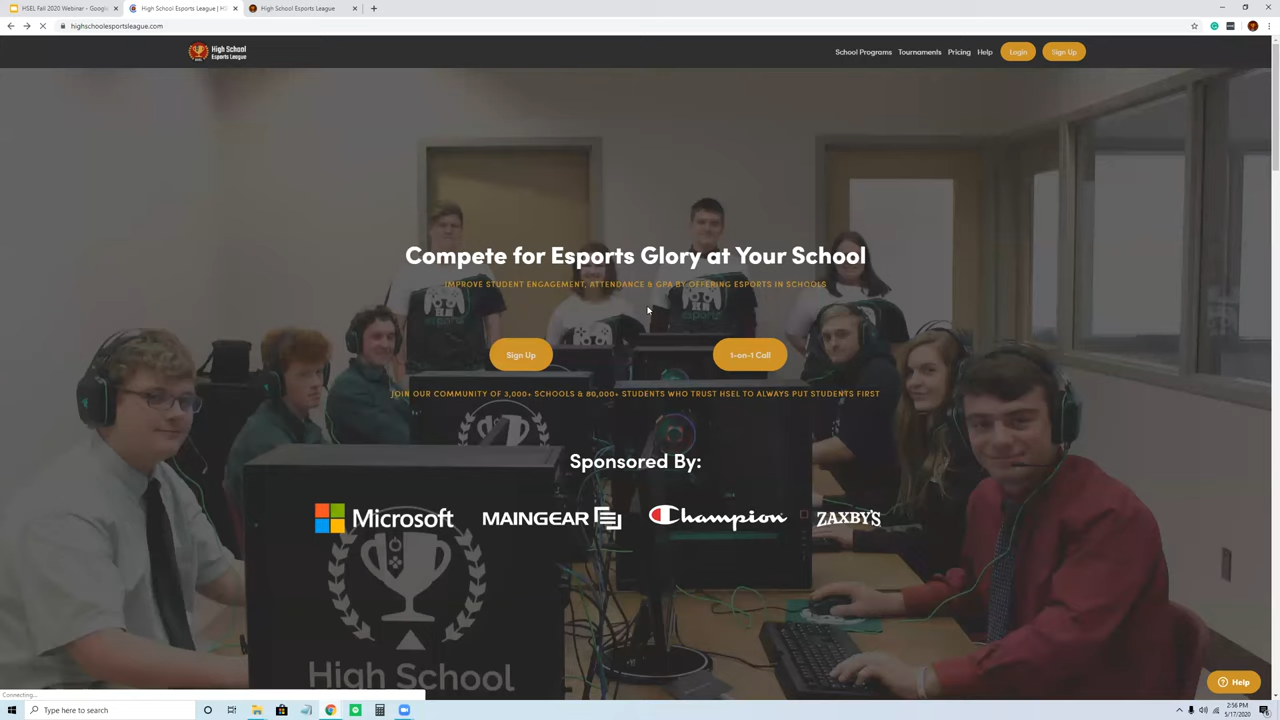 HSEL Fall 2020 Webinar - Google
High School Esports League | HS
High School Esports League
highschoolesportsleague.com
High School
Esports League
School Programs Tournaments Pricing Help Login Sign Up
Compete for Esports Glory at Your School
IMPROVE STUDENT ENGAGEMENT, ATTENDANCE & GPA BY OFFERING ESPORTS IN SCHOOLS
Sign Up 1-on-1 Call
JOIN OUR COMMUNITY OF 3,000+ SCHOOLS & 80,000+ STUDENTS WHO TRUST HSEL TO ALWAYS PUT STUDENTS FIRST
Sponsored By:
Microsoft MAINGEAR Champion ZAXBY'S
High School
Help
Connecting...
Type here to search
2:56 PM
5/17/2020